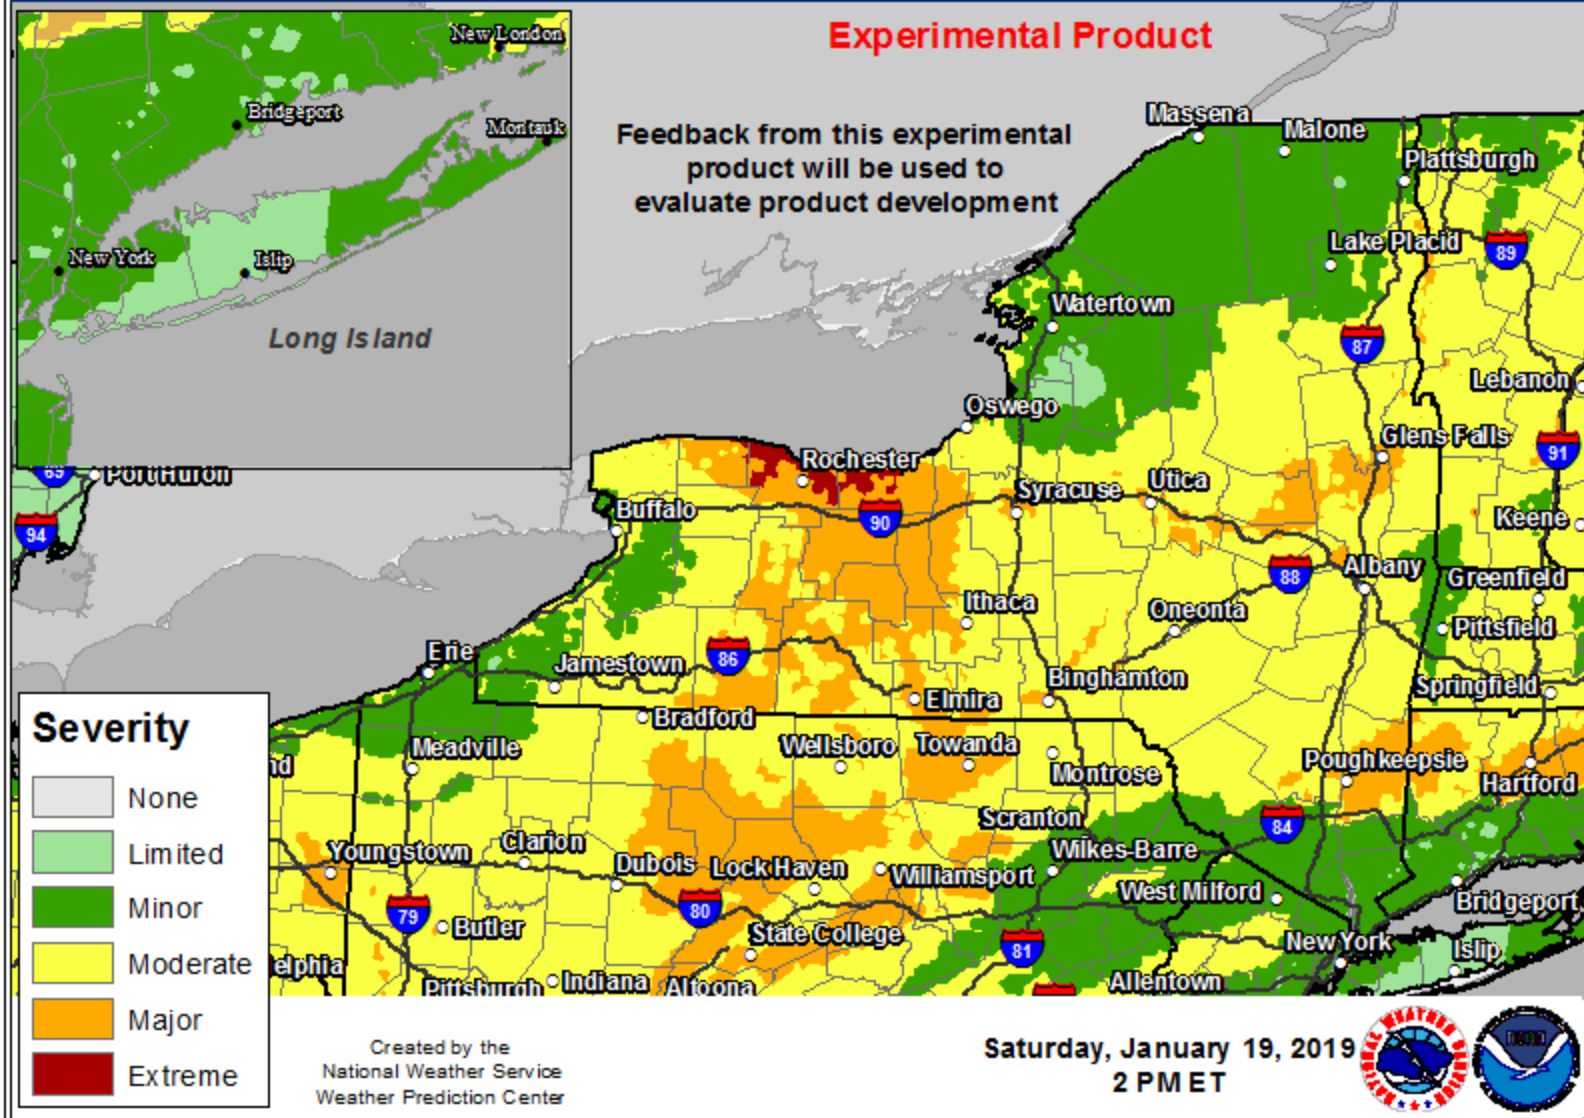 Experimental Product
Feedback from this experimental
product will be used to
evaluate product development
New London
Bridgeport
Montauk
New York
Islip
Long Island
Massena
Malone
Plattsburgh
Lake Placid
89
Watertown
87
Lebanon
Oswego
Glens Falls
91
Rochester
Port Huron
Syracuse
Utica
94
Buffalo
90
Keene
88
Albany
Greenfield
Ithaca
Oneonta
Pittsfield
Erie
Jamestown
86
Binghamton
Springfield
Elmira
Bradford
Meadville
Wellsboro
Towanda
Montrose
Poughkeepsie
Hartford
Scranton
84
Youngstown
Clarion
Dubois
Lock Haven
Williamsport
Wilkes-Barre
West Milford
Bridgeport
79
Butler
80
State College
81
New York
Islip
elphia
Pittsburgh
Indiana
Altoona
Allentown
Severity
None
Limited
Minor
Moderate
Major
Extreme
Created by the
National Weather Service
Weather Prediction Center
Saturday, January 19, 2019
2 PM ET
NATIONAL WEATHER SERVICE